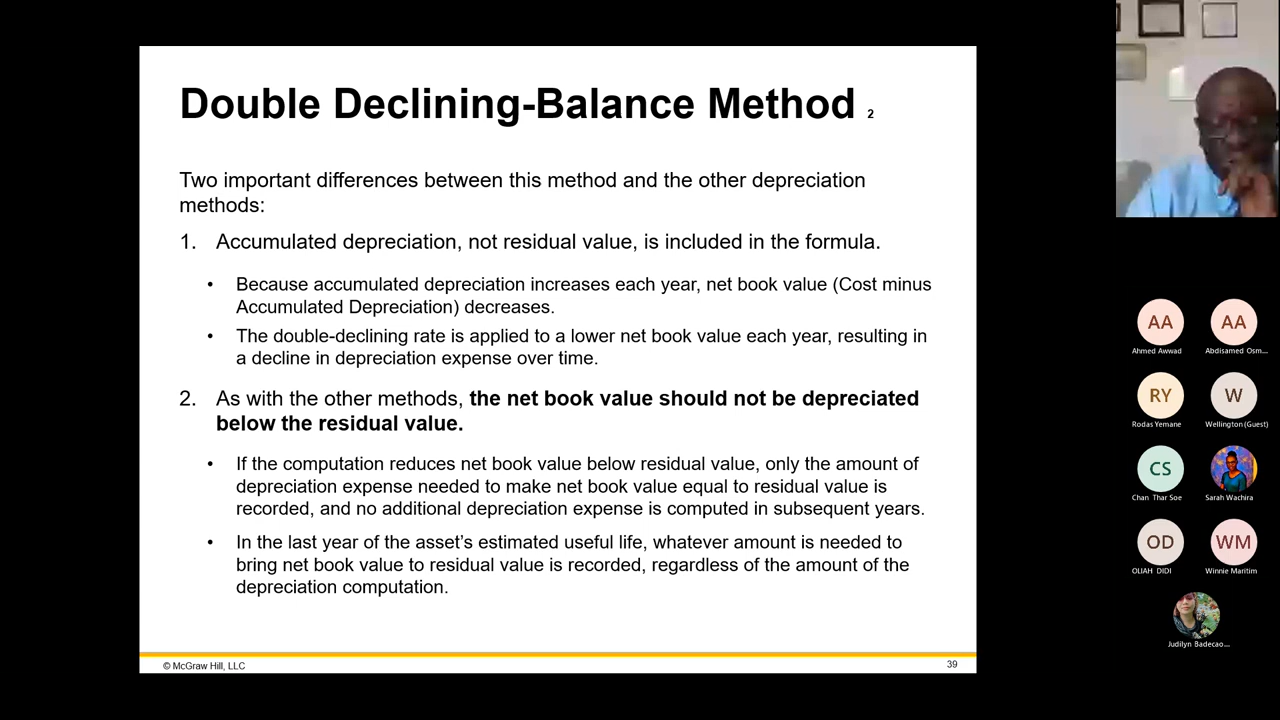 Double Declining-Balance Method 2
Two important differences between this method and the other depreciation
methods:
1. Accumulated depreciation, not residual value, is included in the formula.
• Because accumulated depreciation increases each year, net book value (Cost minus
Accumulated Depreciation) decreases.
• The double-declining rate is applied to a lower net book value each year, resulting in
a decline in depreciation expense over time.
2. As with the other methods, the net book value should not be depreciated
below the residual value.
• If the computation reduces net book value below residual value, only the amount of
depreciation expense needed to make net book value equal to residual value is
recorded, and no additional depreciation expense is computed in subsequent years.
• In the last year of the asset’s estimated useful life, whatever amount is needed to
bring net book value to residual value is recorded, regardless of the amount of the
depreciation computation.
© McGraw Hill, LLC
39
AA
AA
Ahmed Awwad
Abdisamed Osm...
RY
W
Rodas Yemane
Wellington (Guest)
CS
Chan Thar Soe
Sarah Wachira
OD
WM
OLIAH DIDI
Winnie Maritim
Judilyn Badecao...